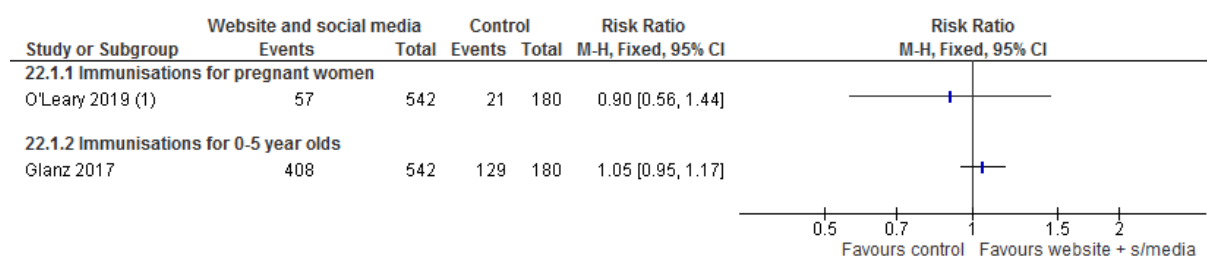 Website and social media Control Risk Ratio Risk Ratio
Study or Subgroup Events Total Events Total M-H, Fixed, 95% CI M-H, Fixed, 95% CI
22.1.1 Immunisations for pregnant women
O'Leary 2019 (1) 57 542 21 180 0.90 [0.56, 1.44]
22.1.2 Immunisations for 0-5 year olds
Glanz 2017 408 542 129 180 1.05 [0.95, 1.17]
0.5 0.7 1 1.5 2
Favours control Favours website + s/media